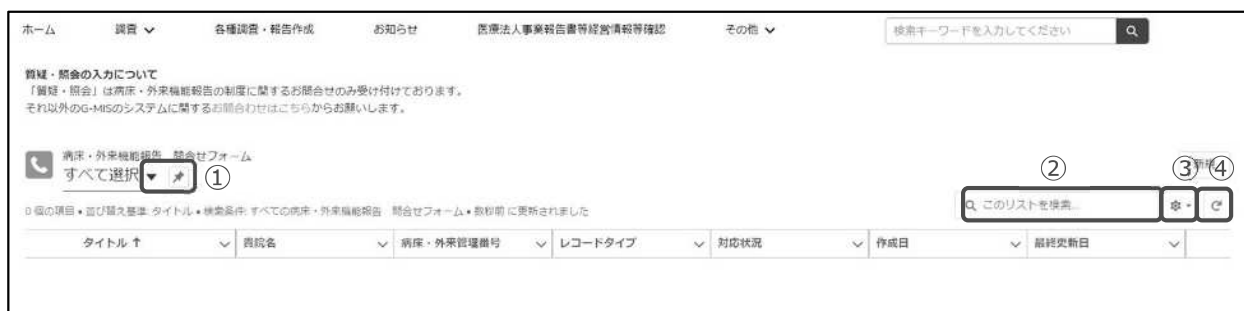 ホーム 調査 各種調査・報告作成 お知らせ 医療法人事業報告書等経営情報等確認 その他 検索キーワードを入力してください
質疑・照会の入力について
「質疑・照会」は病床・外来機能報告の制度に関するお問合せのみ受け付けております。
それ以外のG-MISのシステムに関するお問合わせはこちらからお願いします。
病床・外来機能報告 問合せフォーム
すべて選択 ①
新規
② ③ ④
0 個の項目 • 並び替え基準: タイトル • 検索条件: すべての病床・外来機能報告 問合せフォーム • 数秒前 に更新されました
このリストを検索...
タイトル ↑ 貴院名 病床・外来管理番号 レコードタイプ 対応状況 作成日 最終更新日